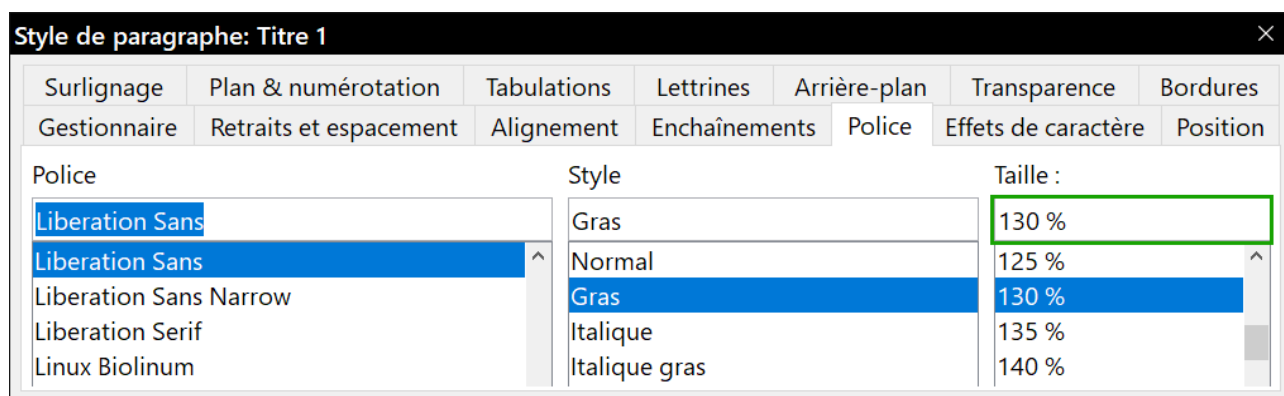 Style de paragraphe: Titre 1
Surlignage Plan & numérotation Tabulations Lettrines Arrière-plan Transparence Bordures
Gestionnaire Retraits et espacement Alignement Enchaînements Police Effets de caractère Position
Police Style Taille :
Liberation Sans Gras 130 %
Liberation Sans Normal 125 %
Liberation Sans Narrow Gras 130 %
Liberation Serif Italique 135 %
Linux Biolinum Italique gras 140 %